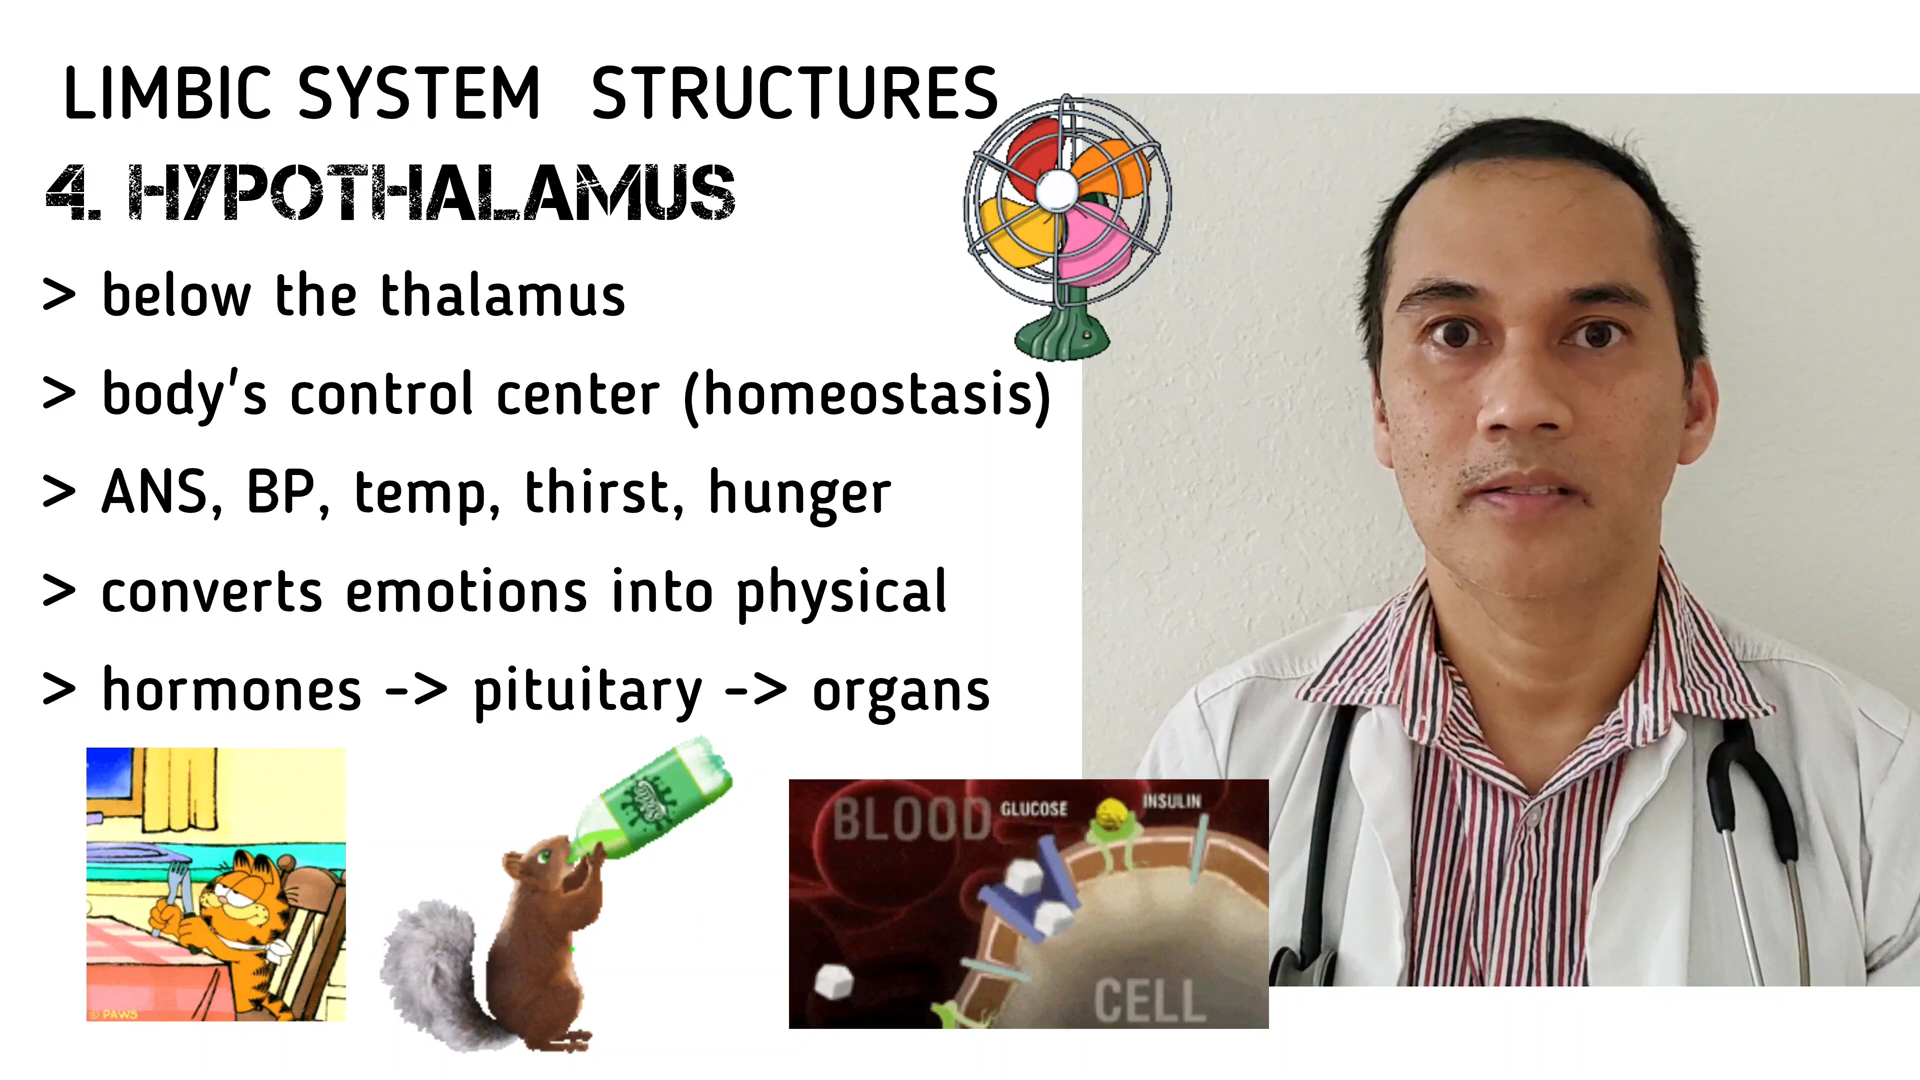 LIMBIC SYSTEM STRUCTURES
4. HYPOTHALAMUS
> below the thalamus
> body's control center (homeostasis)
> ANS, BP, temp, thirst, hunger
> converts emotions into physical
> hormones -> pituitary -> organs
BLOOD GLUCOSE INSULIN
CELL
© PAWS